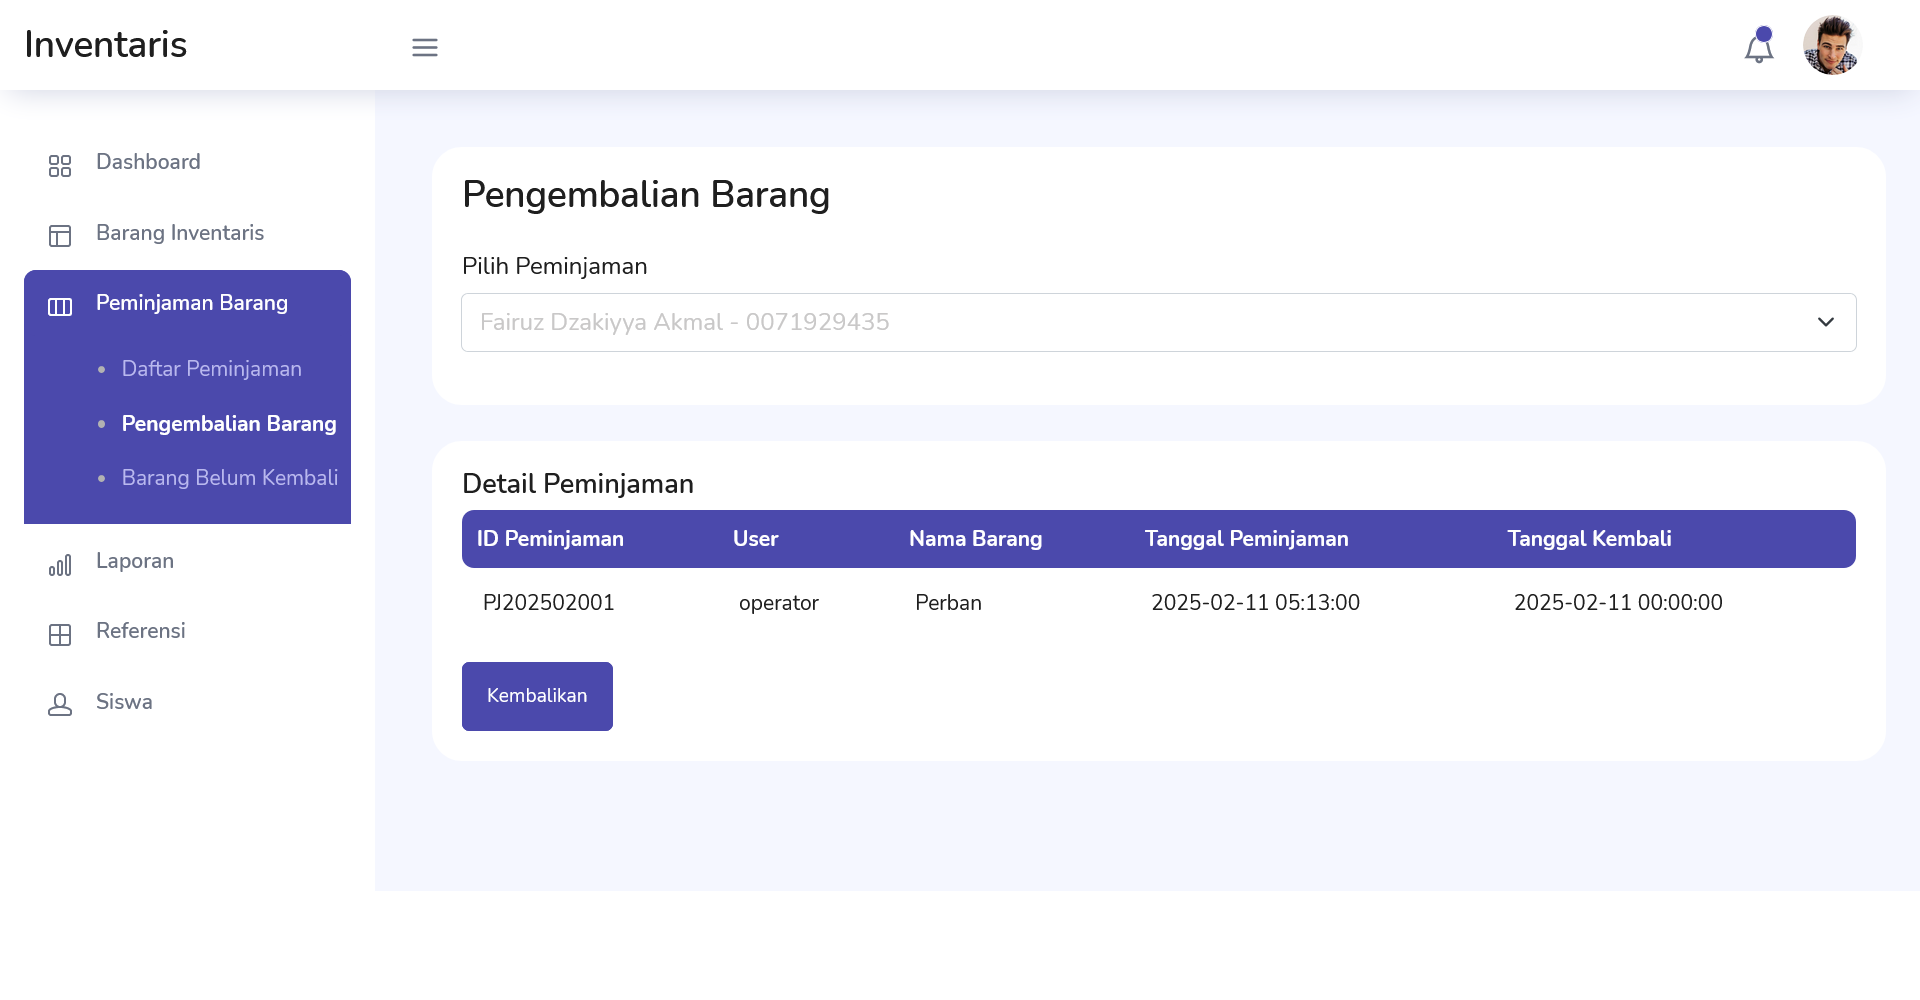 Inventaris
Dashboard
Barang Inventaris
Peminjaman Barang
Daftar Peminjaman
Pengembalian Barang
Barang Belum Kembali
Laporan
Referensi
Siswa
Pengembalian Barang
Pilih Peminjaman
Fairuz Dzakiyya Akmal - 0071929435
Detail Peminjaman
ID Peminjaman User Nama Barang Tanggal Peminjaman Tanggal Kembali
PJ202502001 operator Perban 2025-02-11 05:13:00 2025-02-11 00:00:00
Kembalikan